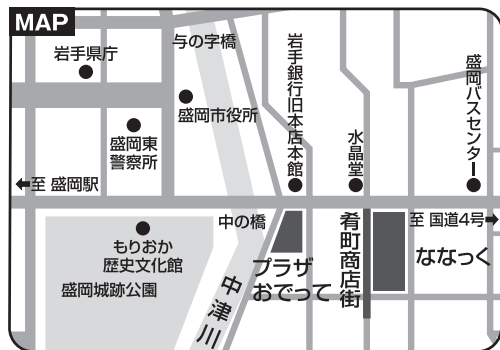 MAP
岩手県庁
与の字橋
岩手銀行旧本店本館
盛岡バスセンター
盛岡市役所
盛岡東
警察所
水晶堂
至 盛岡駅
中の橋
肴町商店街
至 国道4号
もりおか
歴史文化館
盛岡城跡公園
プラザ
おでって
ななっく
中津川